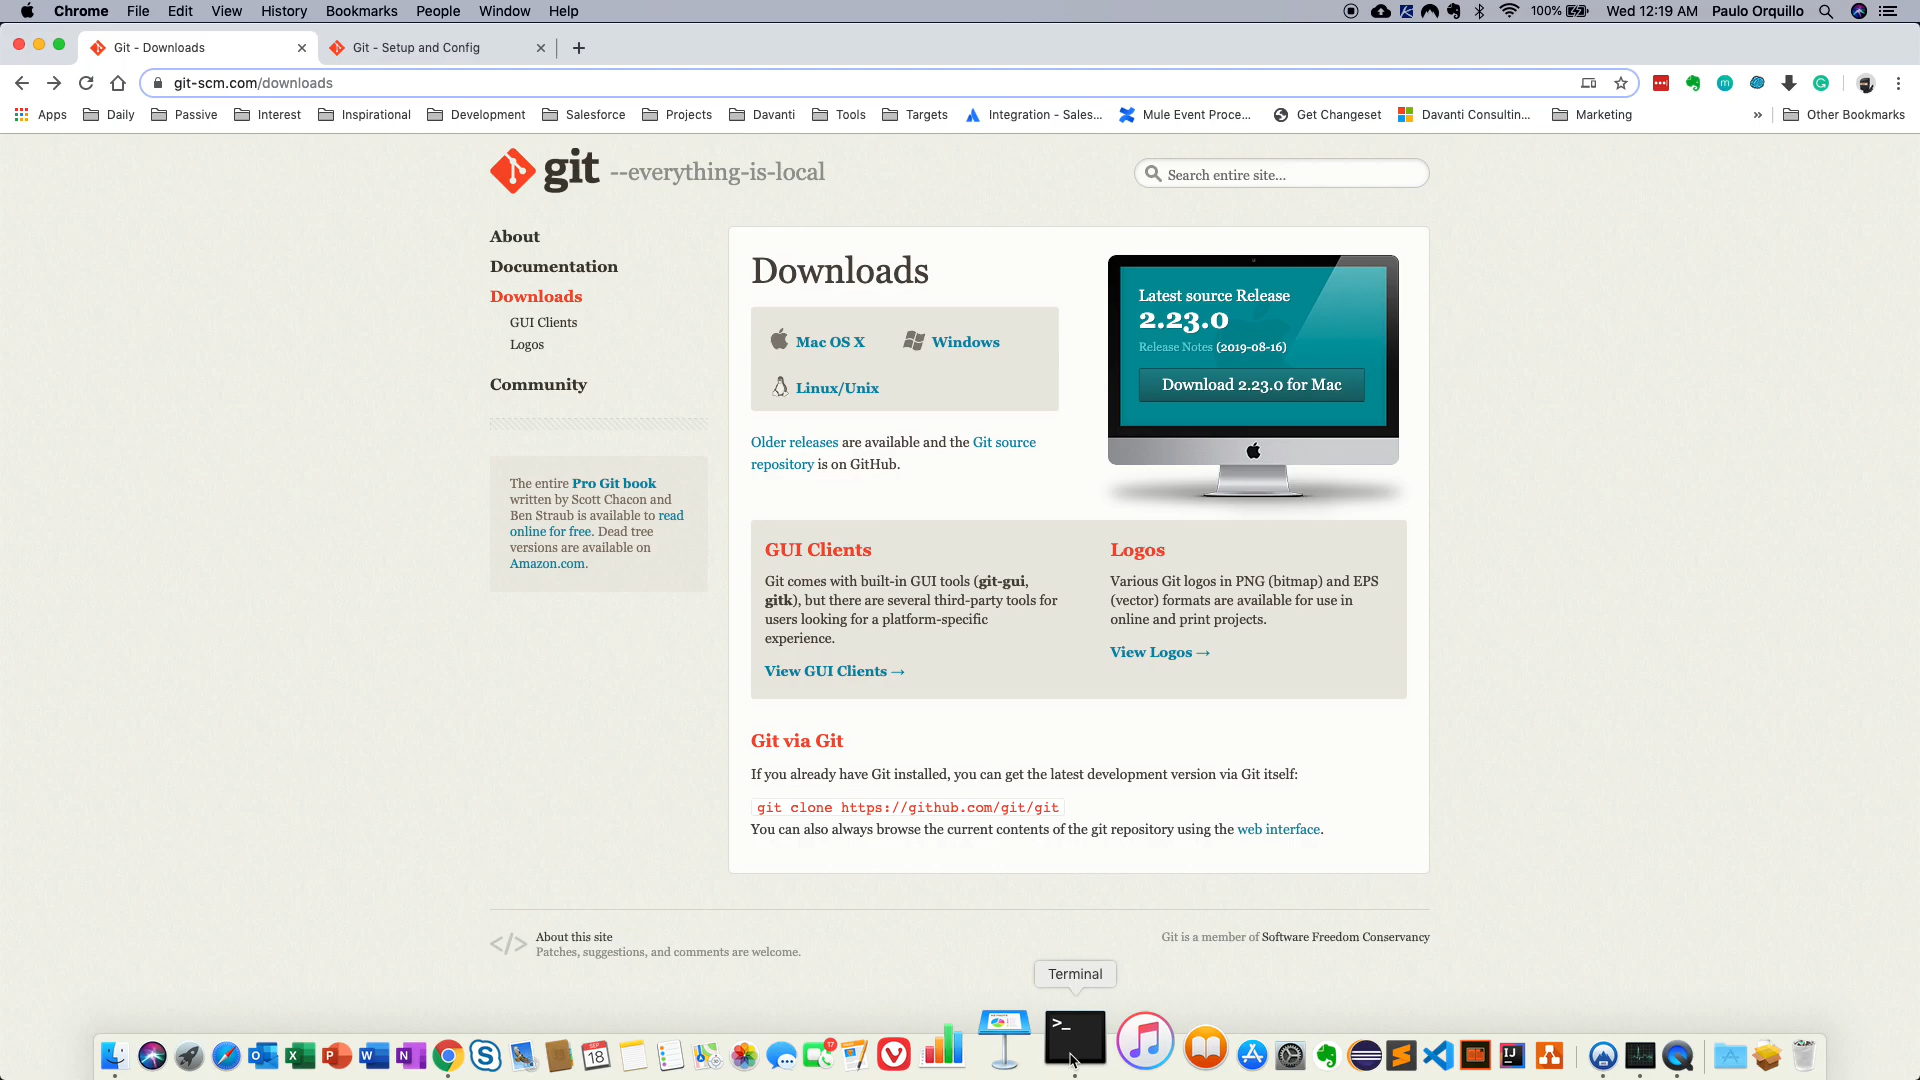 Chrome File Edit View History Bookmarks People Window Help 100% Wed 12:19 AM Paulo Orquillo
Git - Downloads Git - Setup and Config
git-scm.com/downloads
Apps Daily Passive Interest Inspirational Development Salesforce Projects Davanti Tools Targets Integration - Sales... Mule Event Proce... Get Changeset Davanti Consultin... Marketing » Other Bookmarks
git --everything-is-local
Search entire site...
About
Documentation
Downloads
GUI Clients
Logos
Community
The entire Pro Git book
written by Scott Chacon and
Ben Straub is available to read
online for free. Dead tree
versions are available on
Amazon.com.
Downloads
Mac OS X Windows
Linux/Unix
Older releases are available and the Git source
repository is on GitHub.
Latest source Release
2.23.0
Release Notes (2019-08-16)
Download 2.23.0 for Mac
GUI Clients
Git comes with built-in GUI tools (git-gui,
gitk), but there are several third-party tools for
users looking for a platform-specific
experience.
View GUI Clients →
Logos
Various Git logos in PNG (bitmap) and EPS
(vector) formats are available for use in
online and print projects.
View Logos →
Git via Git
If you already have Git installed, you can get the latest development version via Git itself:
git clone https://github.com/git/git
You can also always browse the current contents of the git repository using the web interface.
</> About this site
Patches, suggestions, and comments are welcome.
Git is a member of Software Freedom Conservancy
Terminal
>_
SEP
18
17